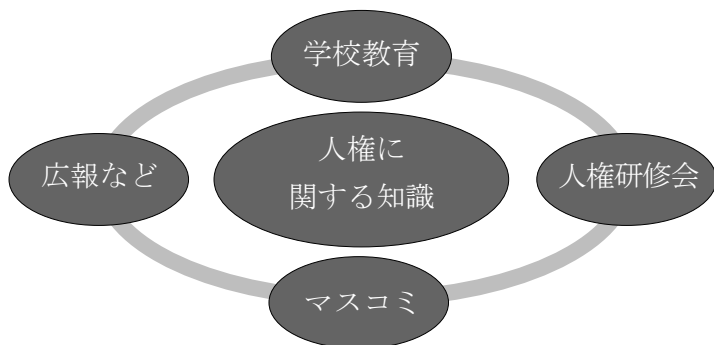 学校教育
人権に
関する知識
広報など
人権研修会
マスコミ